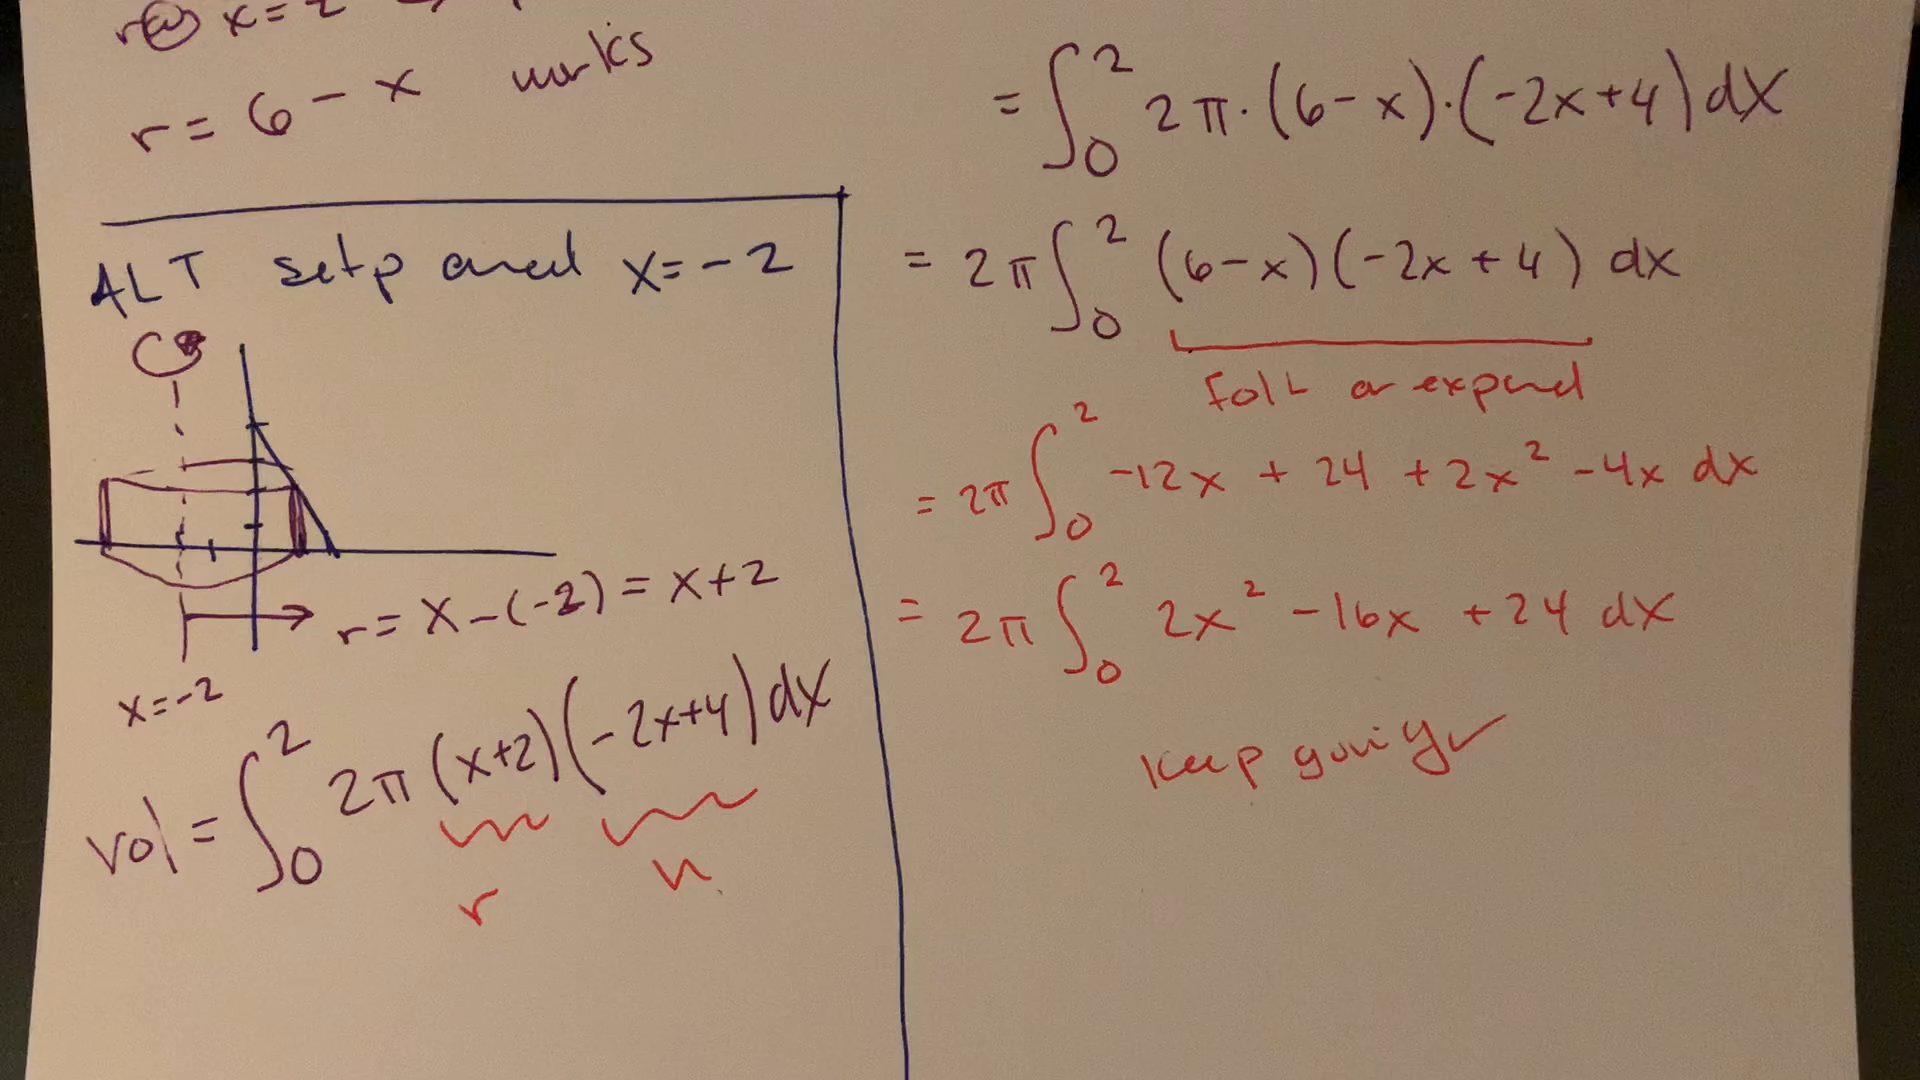 r@ x=2
r = 6 - x works
ALT setp aroud x=-2
r = x-(-2) = x+2
x=-2
vol = ∫₀² 2π(x+2)(-2x+4)dx
r h
= ∫₀² 2π·(6-x)·(-2x+4)dx
= 2π∫₀² (6-x)(-2x+4) dx
FOIL or expand
= 2π∫₀² -12x + 24 + 2x² - 4x dx
= 2π∫₀² 2x² - 16x + 24 dx
Keep going